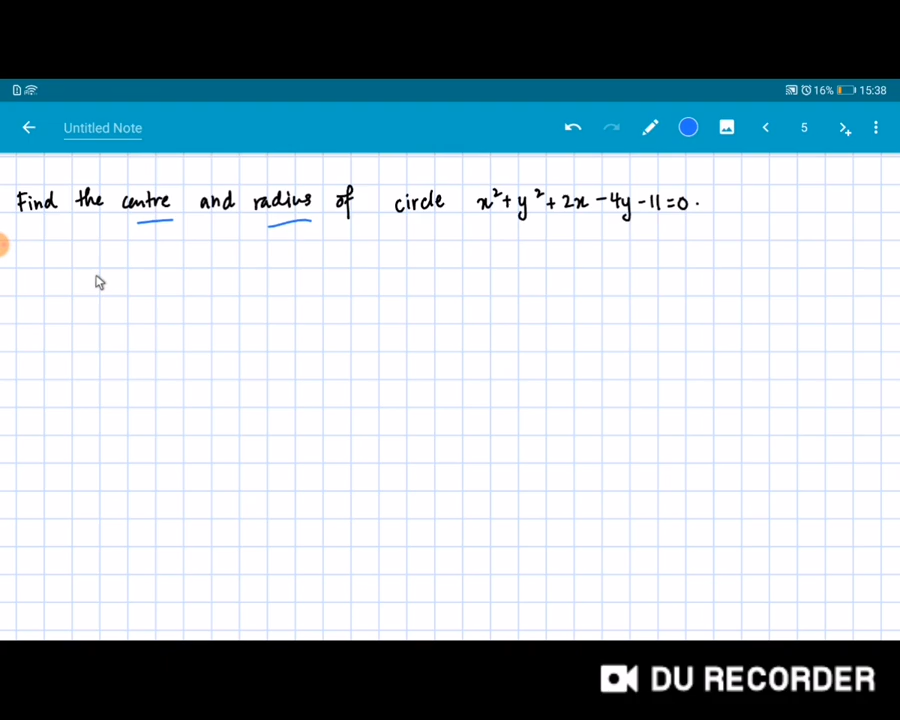 16% 15:38
Untitled Note 5
Find the centre and radius of circle x²+y²+2x-4y-11=0.
DU RECORDER